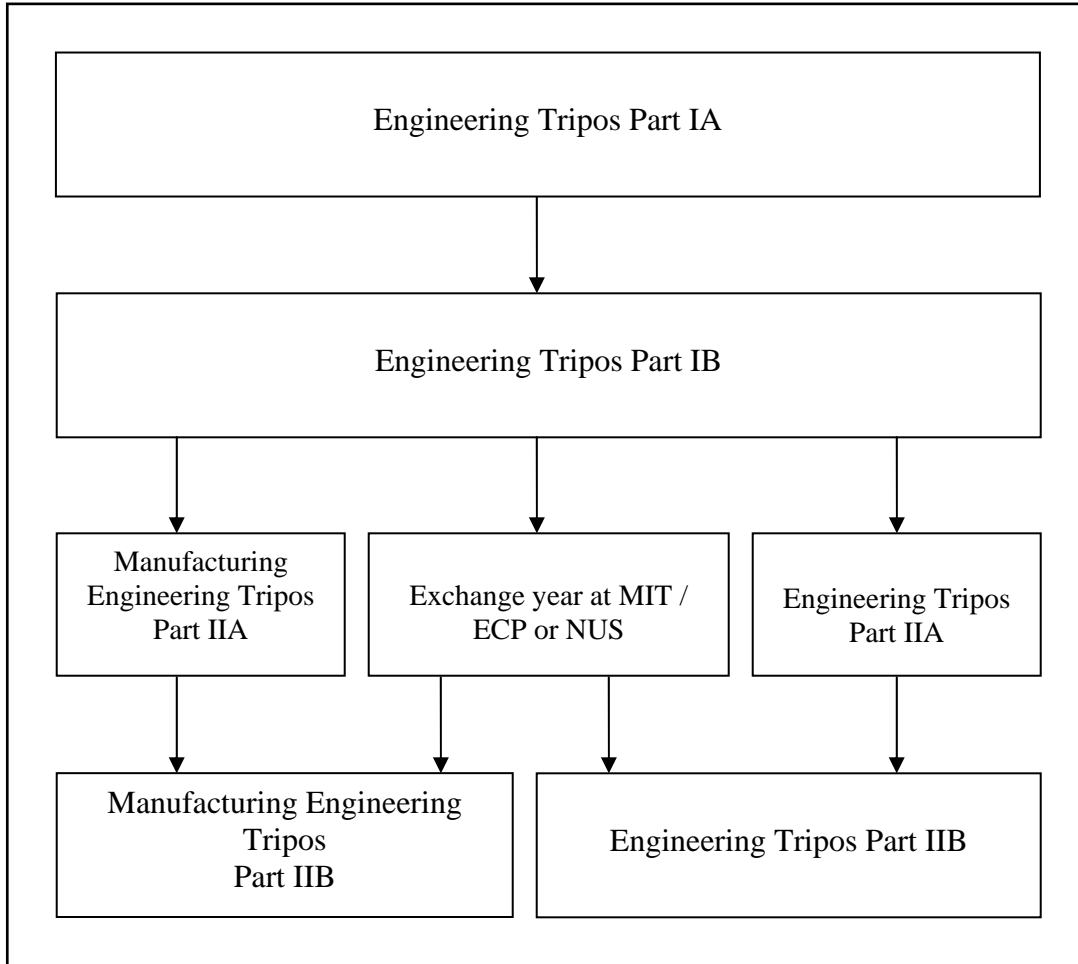 Engineering Tripos Part IA
Engineering Tripos Part IB
Manufacturing
Engineering Tripos
Part IIA
Exchange year at MIT /
ECP or NUS
Engineering Tripos
Part IIA
Manufacturing Engineering
Tripos
Part IIB
Engineering Tripos Part IIB